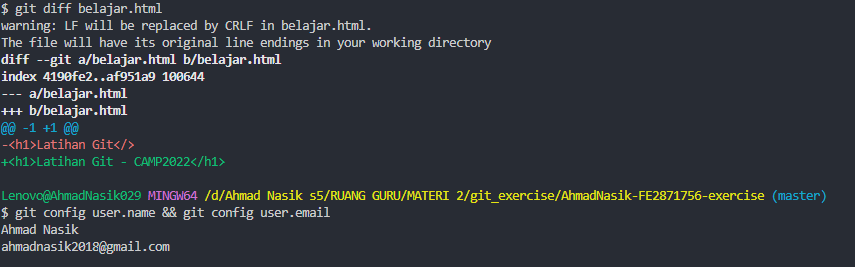 $ git diff belajar.html
warning: LF will be replaced by CRLF in belajar.html.
The file will have its original line endings in your working directory
diff --git a/belajar.html b/belajar.html
index 4190fe2..af951a9 100644
--- a/belajar.html
+++ b/belajar.html
@@ -1 +1 @@
-<h1>Latihan Git</>
+<h1>Latihan Git - CAMP2022</h1>
Lenovo@AhmadNasik029 MINGW64 /d/Ahmad Nasik s5/RUANG GURU/MATERI 2/git_exercise/AhmadNasik-FE2871756-exercise (master)
$ git config user.name && git config user.email
Ahmad Nasik
ahmadnasik2018@gmail.com